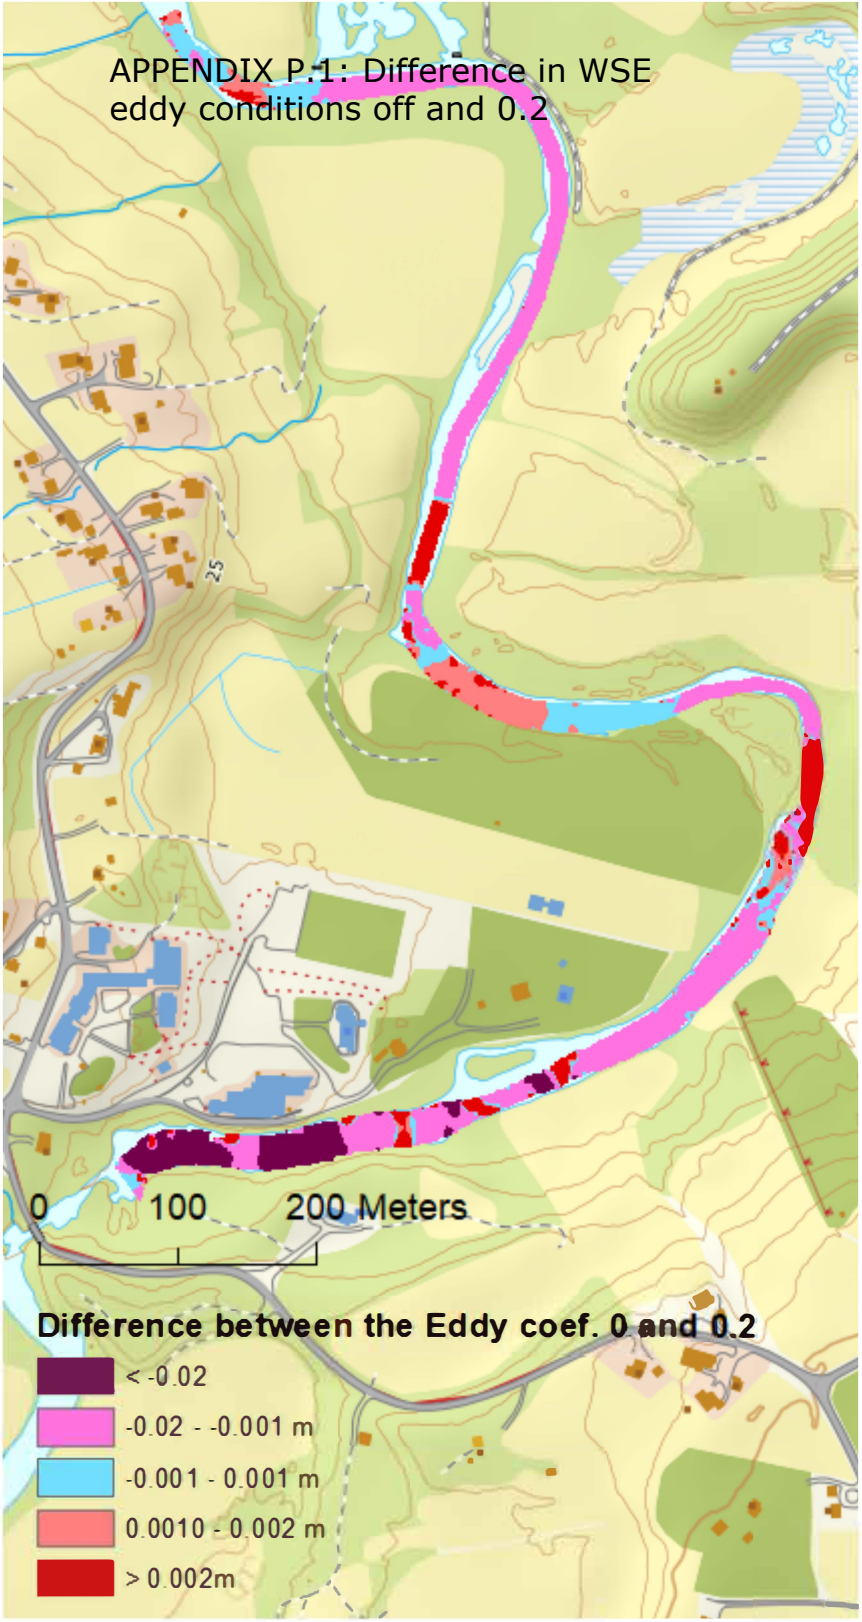 APPENDIX P.1: Difference in WSE
eddy conditions off and 0.2
25
0 100 200 Meters
Difference between the Eddy coef. 0 and 0.2
< -0.02
-0.02 - -0.001 m
-0.001 - 0.001 m
0.0010 - 0.002 m
> 0.002m